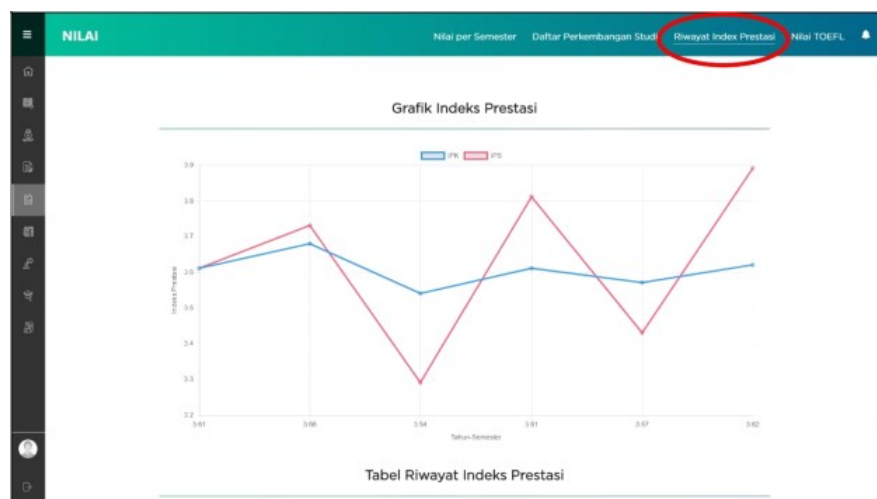 NILAI
Nilai per Semester Daftar Perkembangan Studi Riwayat Index Prestasi Nilai TOEFL
Grafik Indeks Prestasi
IPK IPS
3.9
3.8
3.7
3.6
3.5
3.4
3.3
3.2
Indeks Prestasi
3.61 3.68 3.54 3.61 3.57 3.62
Tahun-Semester
Tabel Riwayat Indeks Prestasi